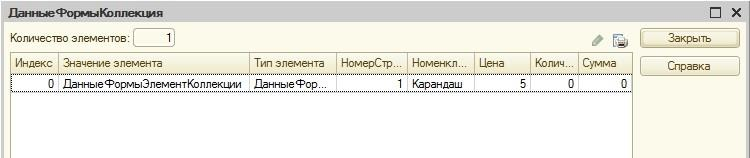 ДанныеФормыКоллекция
Количество элементов: 1
Закрыть
Справка
Индекс Значение элемента Тип элемента НомерСтр... Номенкл... Цена Колич... Сумма
0 ДанныеФормыЭлементКоллекции ДанныеФор... 1 Карандаш 5 0 0